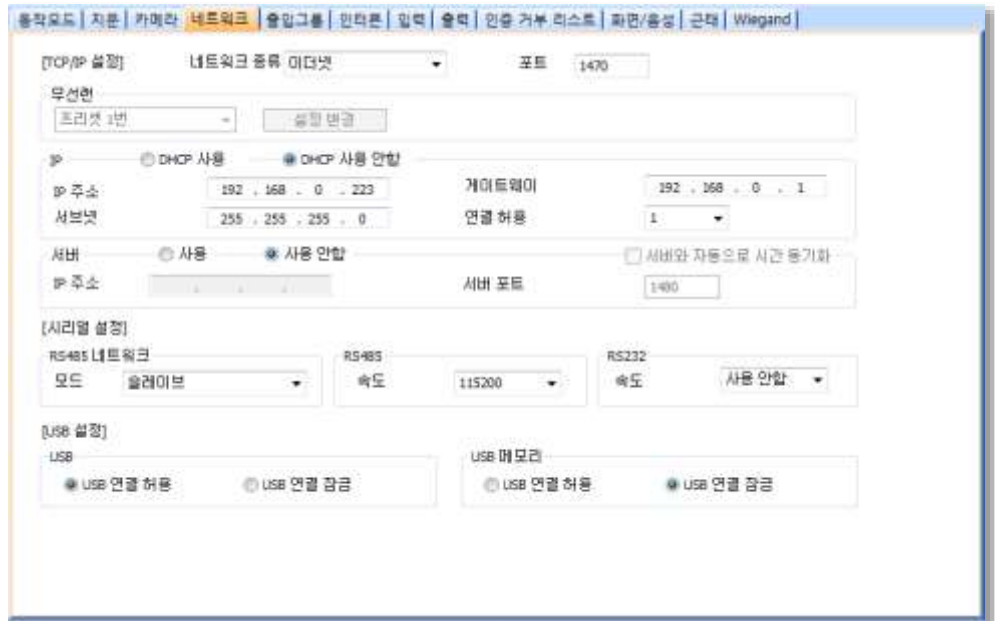 동작모드 | 지문 | 카메라 네트워크 출입그룹 | 인터폰 | 입력 | 출력 | 인증 거부 리스트 | 화면/음성 | 근태 | Wiegand |
[TCP/IP 설정] 네트워크 종류 이더넷 포트 1470
무선랜
프리셋 1번 설정 변경
IP DHCP 사용 DHCP 사용 안함
IP 주소 192 . 168 . 0 . 223 게이트웨이 192 . 168 . 0 . 1
서브넷 255 . 255 . 255 . 0 연결 허용 1
서버 사용 사용 안함 서버와 자동으로 시간 동기화
IP 주소 . . . 서버 포트 1480
[시리얼 설정]
RS485 네트워크 RS485 RS232
모드 슬레이브 속도 115200 속도 사용 안함
[USB 설정]
USB USB 메모리
USB 연결 허용 USB 연결 잠금 USB 연결 허용 USB 연결 잠금